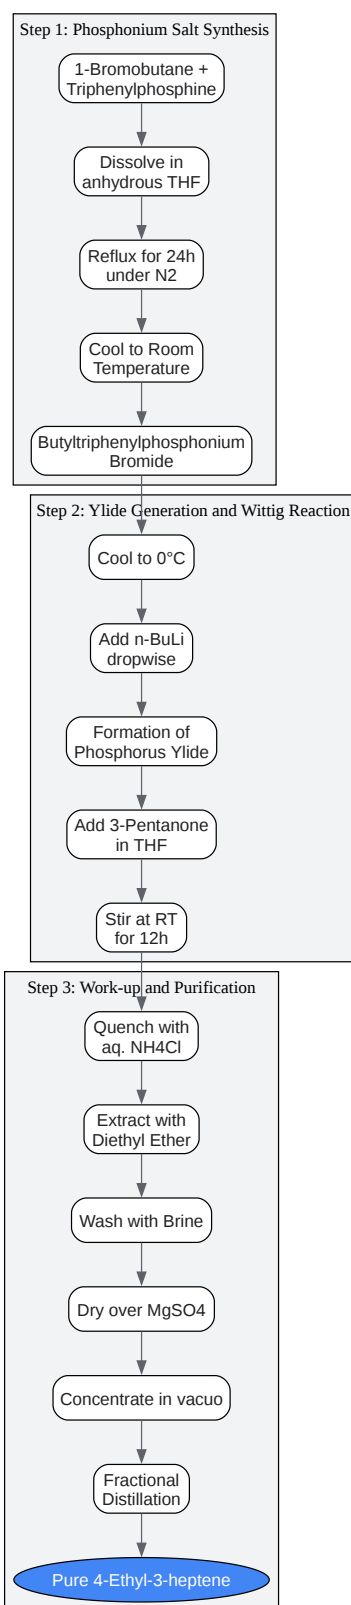 Step 1: Phosphonium Salt Synthesis
1-Bromobutane +
Triphenylphosphine
Dissolve in
anhydrous THF
Reflux for 24h
under N2
Cool to Room
Temperature
Butyltriphenylphosphonium
Bromide
Step 2: Ylide Generation and Wittig Reaction
Cool to 0°C
Add n-BuLi
dropwise
Formation of
Phosphorus Ylide
Add 3-Pentanone
in THF
Stir at RT
for 12h
Step 3: Work-up and Purification
Quench with
aq. NH4Cl
Extract with
Diethyl Ether
Wash with Brine
Dry over MgSO4
Concentrate in vacuo
Fractional
Distillation
Pure 4-Ethyl-3-heptene